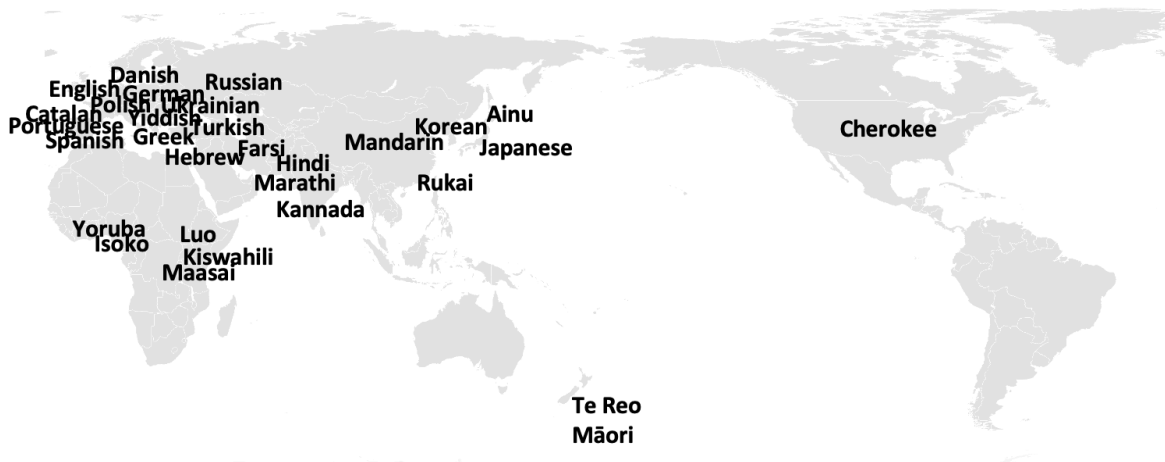 Danish
Russian
English
German
Polish
Ukrainian
Catalan
Yiddish
Portuguese
Turkish
Spanish
Greek
Hebrew
Farsi
Hindi
Marathi
Kannada
Mandarin
Korean
Ainu
Japanese
Rukai
Cherokee
Yoruba
Isoko
Luo
Kiswahili
Maasai
Te Reo
Māori